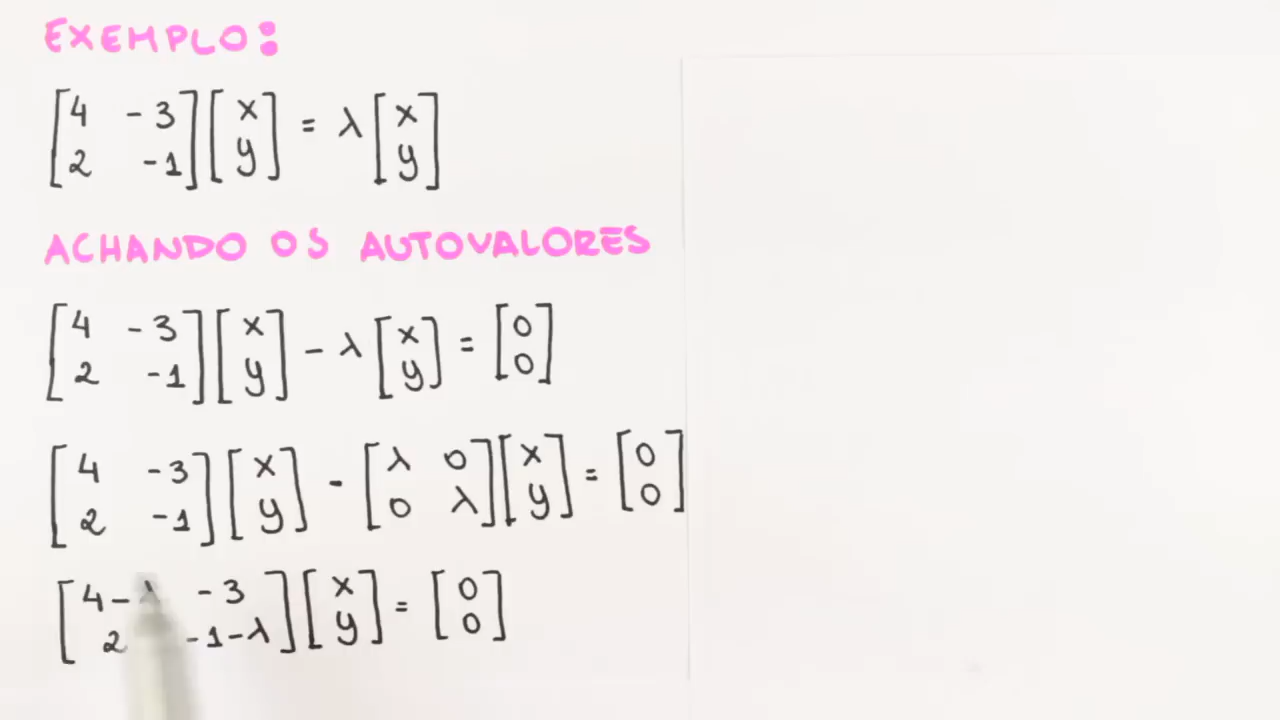 EXEMPLO:
[4 -3; 2 -1] [x; y] = λ [x; y]
ACHANDO OS AUTOVALORES
[4 -3; 2 -1] [x; y] - λ [x; y] = [0; 0]
[4 -3; 2 -1] [x; y] - [λ 0; 0 λ] [x; y] = [0; 0]
[4-λ -3; 2 -1-λ] [x; y] = [0; 0]